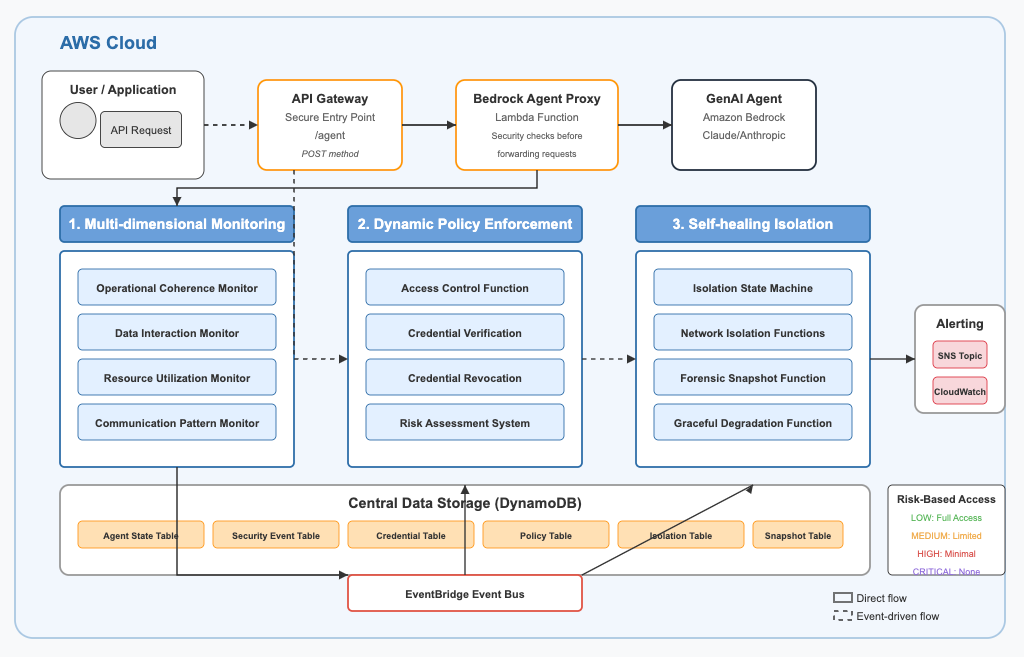 AWS Cloud
User / Application
API Request
API Gateway
Secure Entry Point
/agent
POST method
Bedrock Agent Proxy
Lambda Function
Security checks before
forwarding requests
GenAI Agent
Amazon Bedrock
Claude/Anthropic
1. Multi-dimensional Monitoring
Operational Coherence Monitor
Data Interaction Monitor
Resource Utilization Monitor
Communication Pattern Monitor
2. Dynamic Policy Enforcement
Access Control Function
Credential Verification
Credential Revocation
Risk Assessment System
3. Self-healing Isolation
Isolation State Machine
Network Isolation Functions
Forensic Snapshot Function
Graceful Degradation Function
Alerting
SNS Topic
CloudWatch
Central Data Storage (DynamoDB)
Agent State Table
Security Event Table
Credential Table
Policy Table
Isolation Table
Snapshot Table
Risk-Based Access
LOW: Full Access
MEDIUM: Limited
HIGH: Minimal
CRITICAL: None
EventBridge Event Bus
Direct flow
Event-driven flow